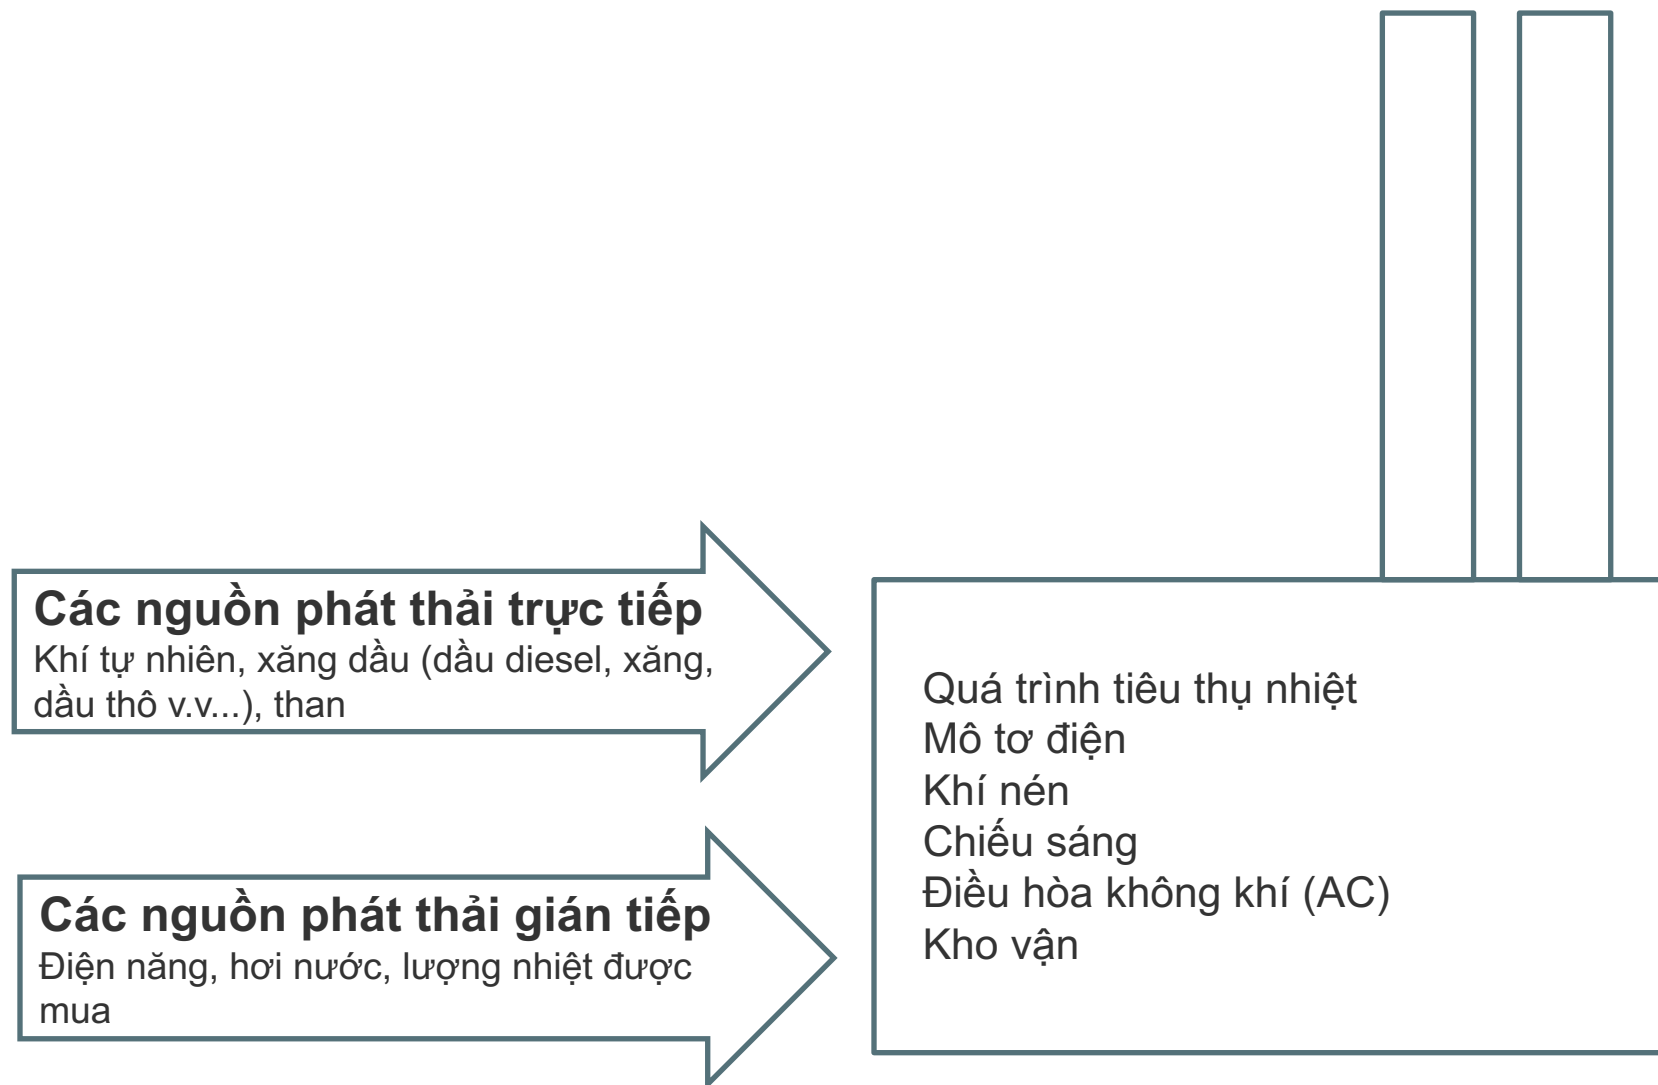 Các nguồn phát thải trực tiếp
Khí tự nhiên, xăng dầu (dầu diesel, xăng,
dầu thô v.v...), than
Các nguồn phát thải gián tiếp
Điện năng, hơi nước, lượng nhiệt được
mua
Quá trình tiêu thụ nhiệt
Mô tơ điện
Khí nén
Chiếu sáng
Điều hòa không khí (AC)
Kho vận